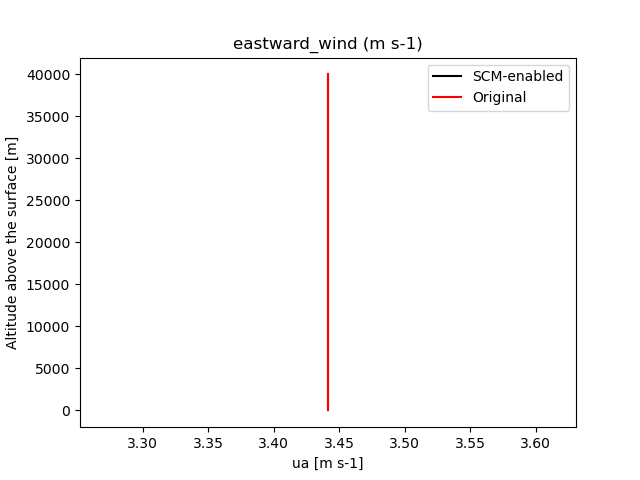 eastward_wind (m s-1)
SCM-enabled
Original
Altitude above the surface [m]
40000
35000
30000
25000
20000
15000
10000
5000
0
3.30 3.35 3.40 3.45 3.50 3.55 3.60
ua [m s-1]